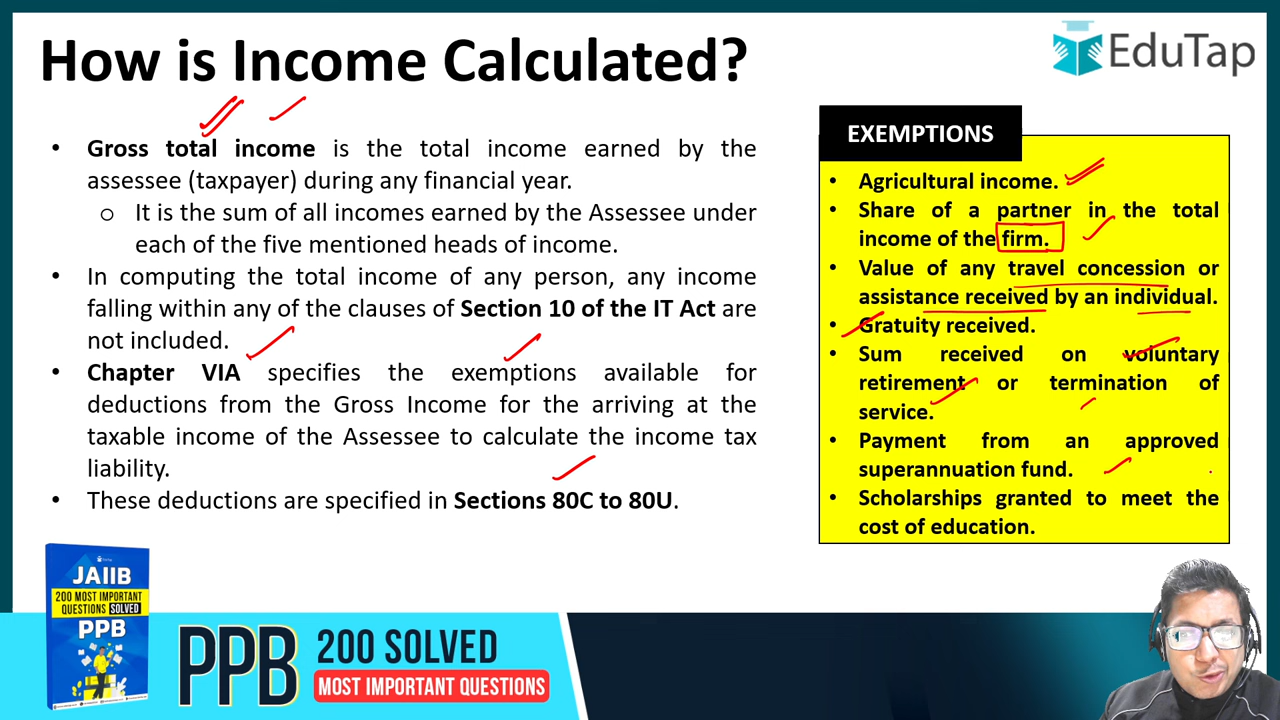 How is Income Calculated?
EduTap
• Gross total income is the total income earned by the
assessee (taxpayer) during any financial year.
o It is the sum of all incomes earned by the Assessee under
each of the five mentioned heads of income.
• In computing the total income of any person, any income
falling within any of the clauses of Section 10 of the IT Act are
not included.
• Chapter VIA specifies the exemptions available for
deductions from the Gross Income for the arriving at the
taxable income of the Assessee to calculate the income tax
liability.
• These deductions are specified in Sections 80C to 80U.
EXEMPTIONS
• Agricultural income.
• Share of a partner in the total
income of the firm.
• Value of any travel concession or
assistance received by an individual.
• Gratuity received.
• Sum received on voluntary
retirement or termination of
service.
• Payment from an approved
superannuation fund.
• Scholarships granted to meet the
cost of education.
JAIIB
200 MOST IMPORTANT
QUESTIONS SOLVED
PPB
PPB
200 SOLVED
MOST IMPORTANT QUESTIONS